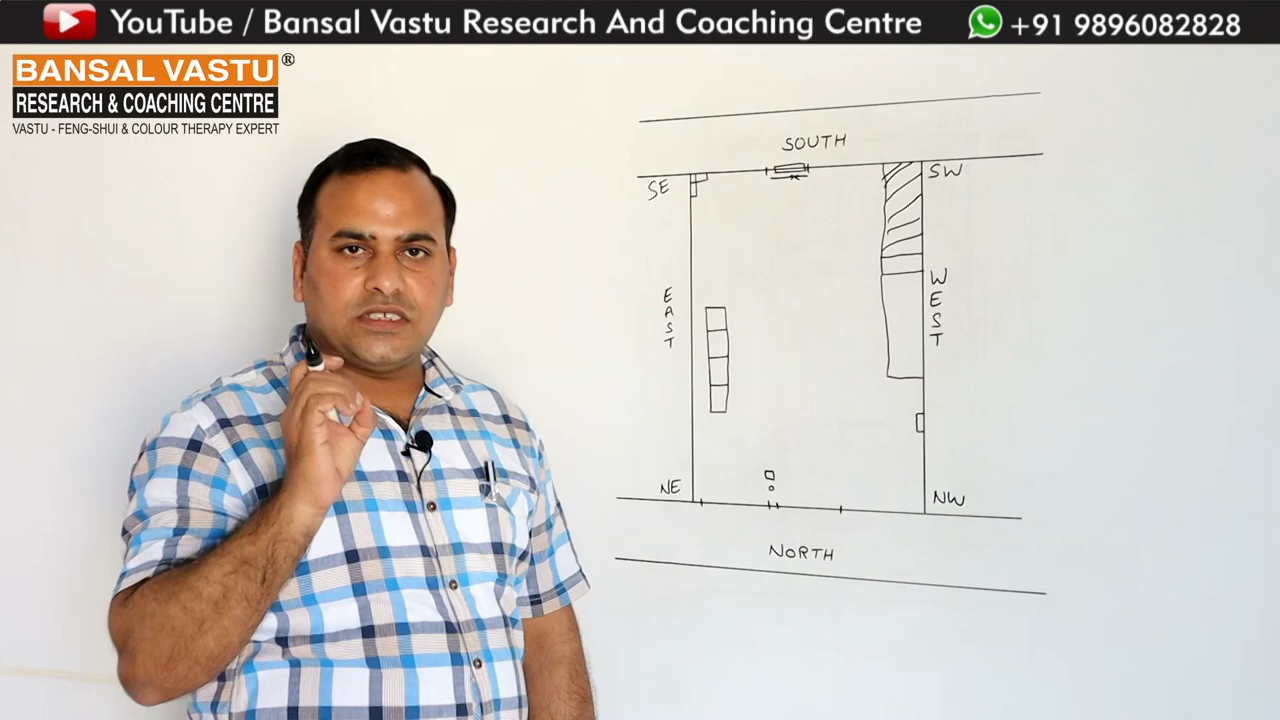 YouTube / Bansal Vastu Research And Coaching Centre
+91 9896082828
BANSAL VASTU®
RESEARCH & COACHING CENTRE
VASTU - FENG-SHUI & COLOUR THERAPY EXPERT
SOUTH
SE
SW
EAST
WEST
NE
NW
NORTH